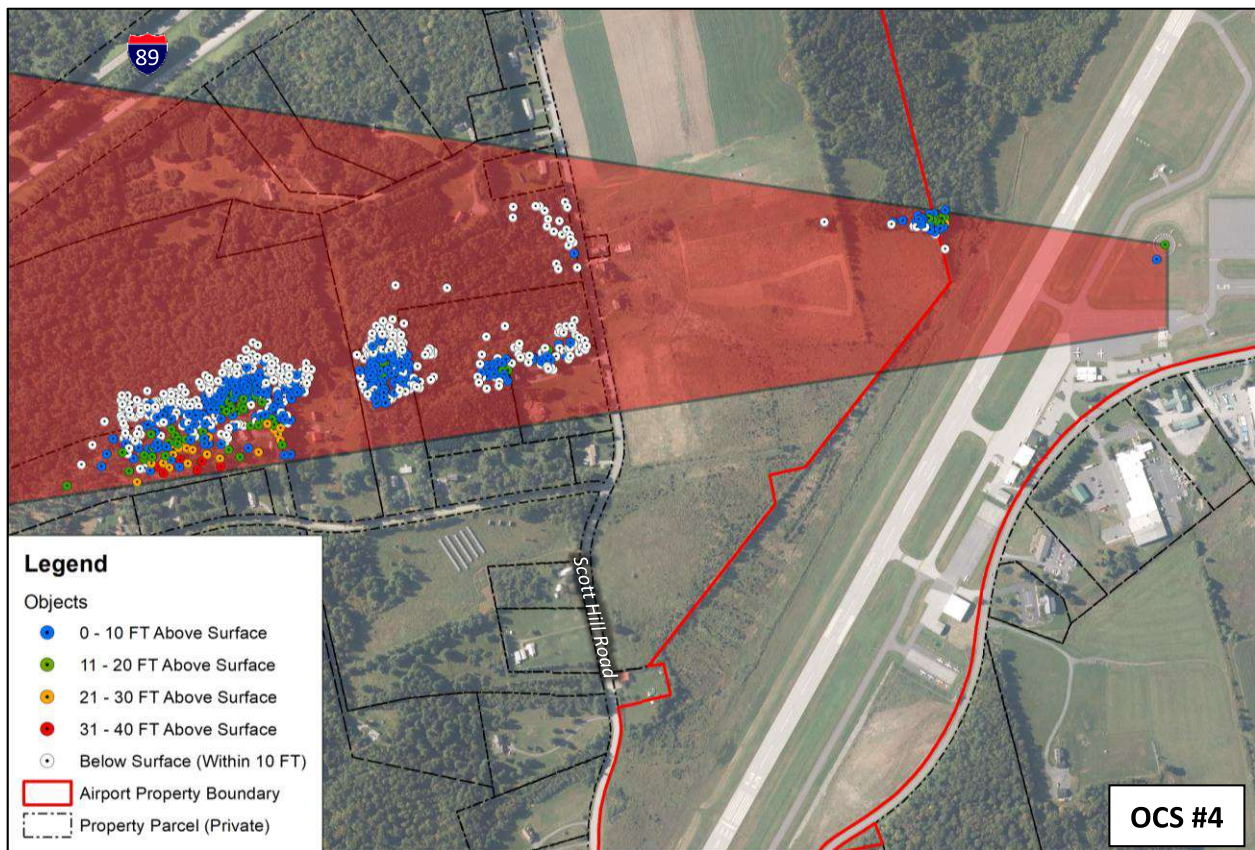 89
Scott Hill Road
Legend
Objects
0 - 10 FT Above Surface
11 - 20 FT Above Surface
21 - 30 FT Above Surface
31 - 40 FT Above Surface
Below Surface (Within 10 FT)
Airport Property Boundary
Property Parcel (Private)
OCS #4